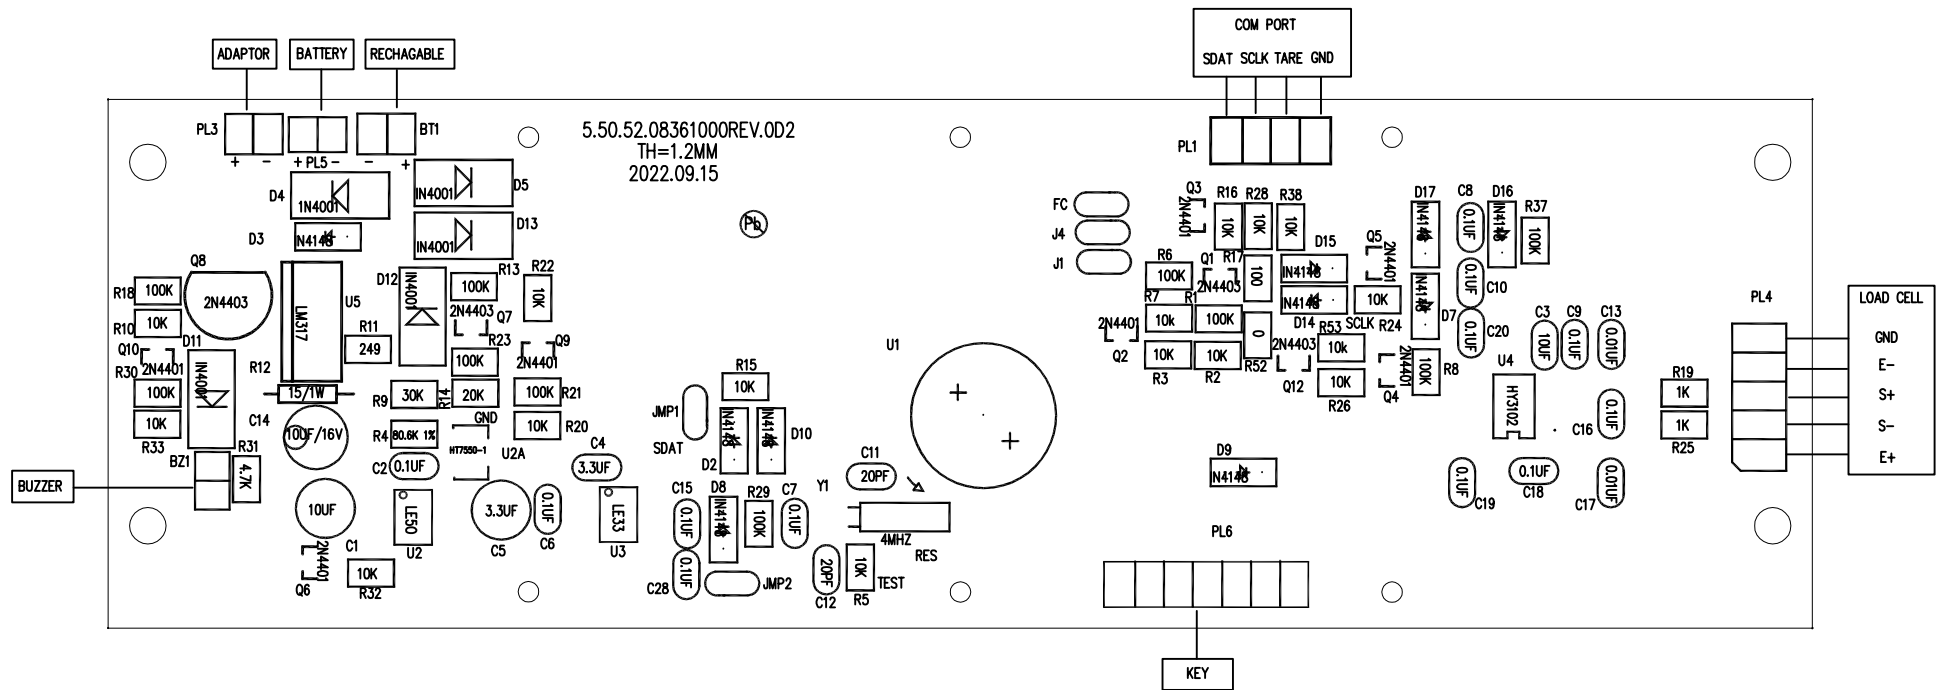 COM PORT
SDAT SCLK TARE GND
ADAPTOR BATTERY RECHAGABLE
PL3
BT1
+ - + PL5 - - +
5.50.52.08361000REV.0D2
TH=1.2MM
2022.09.15
PL1
D4
1N4001
IN4001
D5
D3
IN4148
IN4001
D13
Pb
FC
J4
J1
Q3
2N4401
R16
10K
R28
10K
R38
10K
D17
IN4148
C8
0.1UF
D16
IN4148
R37
100K
Q8
2N4403
R18
100K
R10
10K
Q10
2N4401
D11
IN4001
R30
100K
R33
10K
LM317
U5
R12
15/1W
R11
249
D12
IN4001
R13
100K
2N4403
Q7
R22
10K
R23
100K
Q9
2N4401
R9
30K
R14
20K
GND
R21
100K
R20
10K
C14
10UF/16V
R4
80.6K 1%
HT7550-1
U2A
C2
0.1UF
BZ1
R31
4.7K
BUZZER
10UF
C1
LE50
U2
3.3UF
C5
0.1UF
C6
C4
3.3UF
LE33
U3
Q6
2N4401
10K
R32
R15
10K
JMP1
SDAT
D2
IN4148
IN4148
D10
C15
0.1UF
D8
IN4148
R29
100K
C7
0.1UF
C28
0.1UF
JMP2
Y1
C11
20PF
4MHZ
RES
20PF
C12
10K
R5
TEST
U1
+
+
R6
100K
Q1
2N4403
R17
100
D15
IN4148
Q5
2N4401
R7
10k
R1
100K
IN4148
D14
10K
R24
SCLK
IN4148
D7
0.1UF
C10
0.1UF
C20
2N4401
Q2
10K
R3
10K
R2
0
R52
2N4403
Q12
R53
10k
10K
R26
2N4401
Q4
100K
R8
U4
HY3102
C3
10UF
C9
0.1UF
C13
0.01UF
C16
0.1UF
R19
1K
1K
R25
D9
IN4148
0.1UF
C19
0.1UF
C18
0.01UF
C17
PL4
LOAD CELL
GND
E-
S+
S-
E+
PL6
KEY